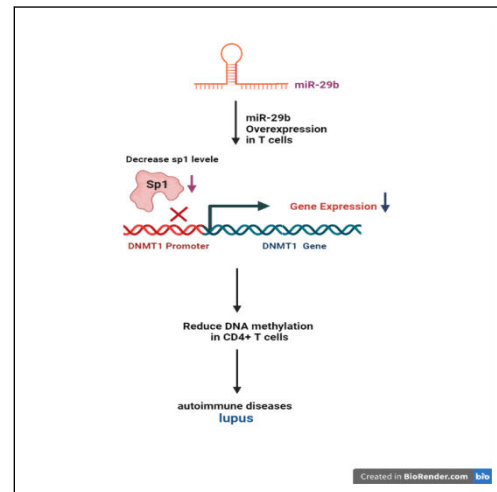 miR-29b
miR-29b
Overexpression
in T cells
Decrease sp1 levele
Sp1
Gene Expression
DNMT1 Promoter
DNMT1 Gene
Reduce DNA methylation
in CD4+ T cells
autoimmune diseases
lupus
Created in BioRender.com bio